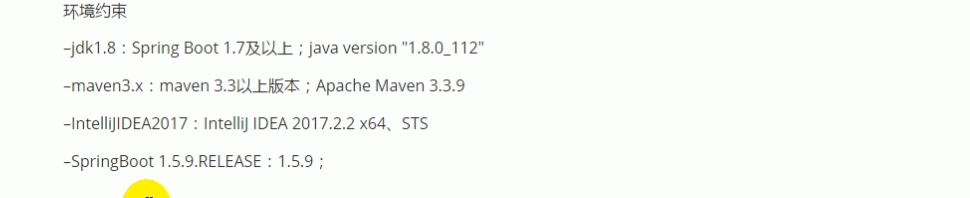 环境约束
–jdk1.8：Spring Boot 1.7及以上；java version "1.8.0_112"
–maven3.x：maven 3.3以上版本；Apache Maven 3.3.9
–IntelliJIDEA2017：IntelliJ IDEA 2017.2.2 x64、STS
–SpringBoot 1.5.9.RELEASE：1.5.9；